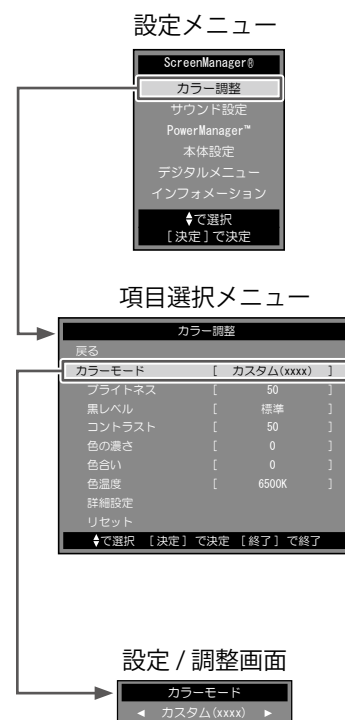 設定メニュー
ScreenManager®
カラー調整
サウンド設定
PowerManager™
本体設定
デジタルメニュー
インフォメーション
♦で選択
[決定]で決定
項目選択メニュー
カラー調整
戻る
カラーモード [ カスタム(xxxx) ]
ブライトネス [ 50 ]
黒レベル [ 標準 ]
コントラスト [ 50 ]
色の濃さ [ 0 ]
色合い [ 0 ]
色温度 [ 6500K ]
詳細設定
リセット
♦で選択 [決定] で決定 [終了] で終了
設定 / 調整画面
カラーモード
◄ カスタム(xxxx) ►